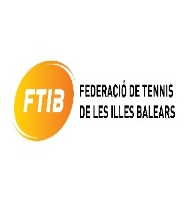 FTIB
FEDERACIÓ DE TENNIS
DE LES ILLES BALEARS